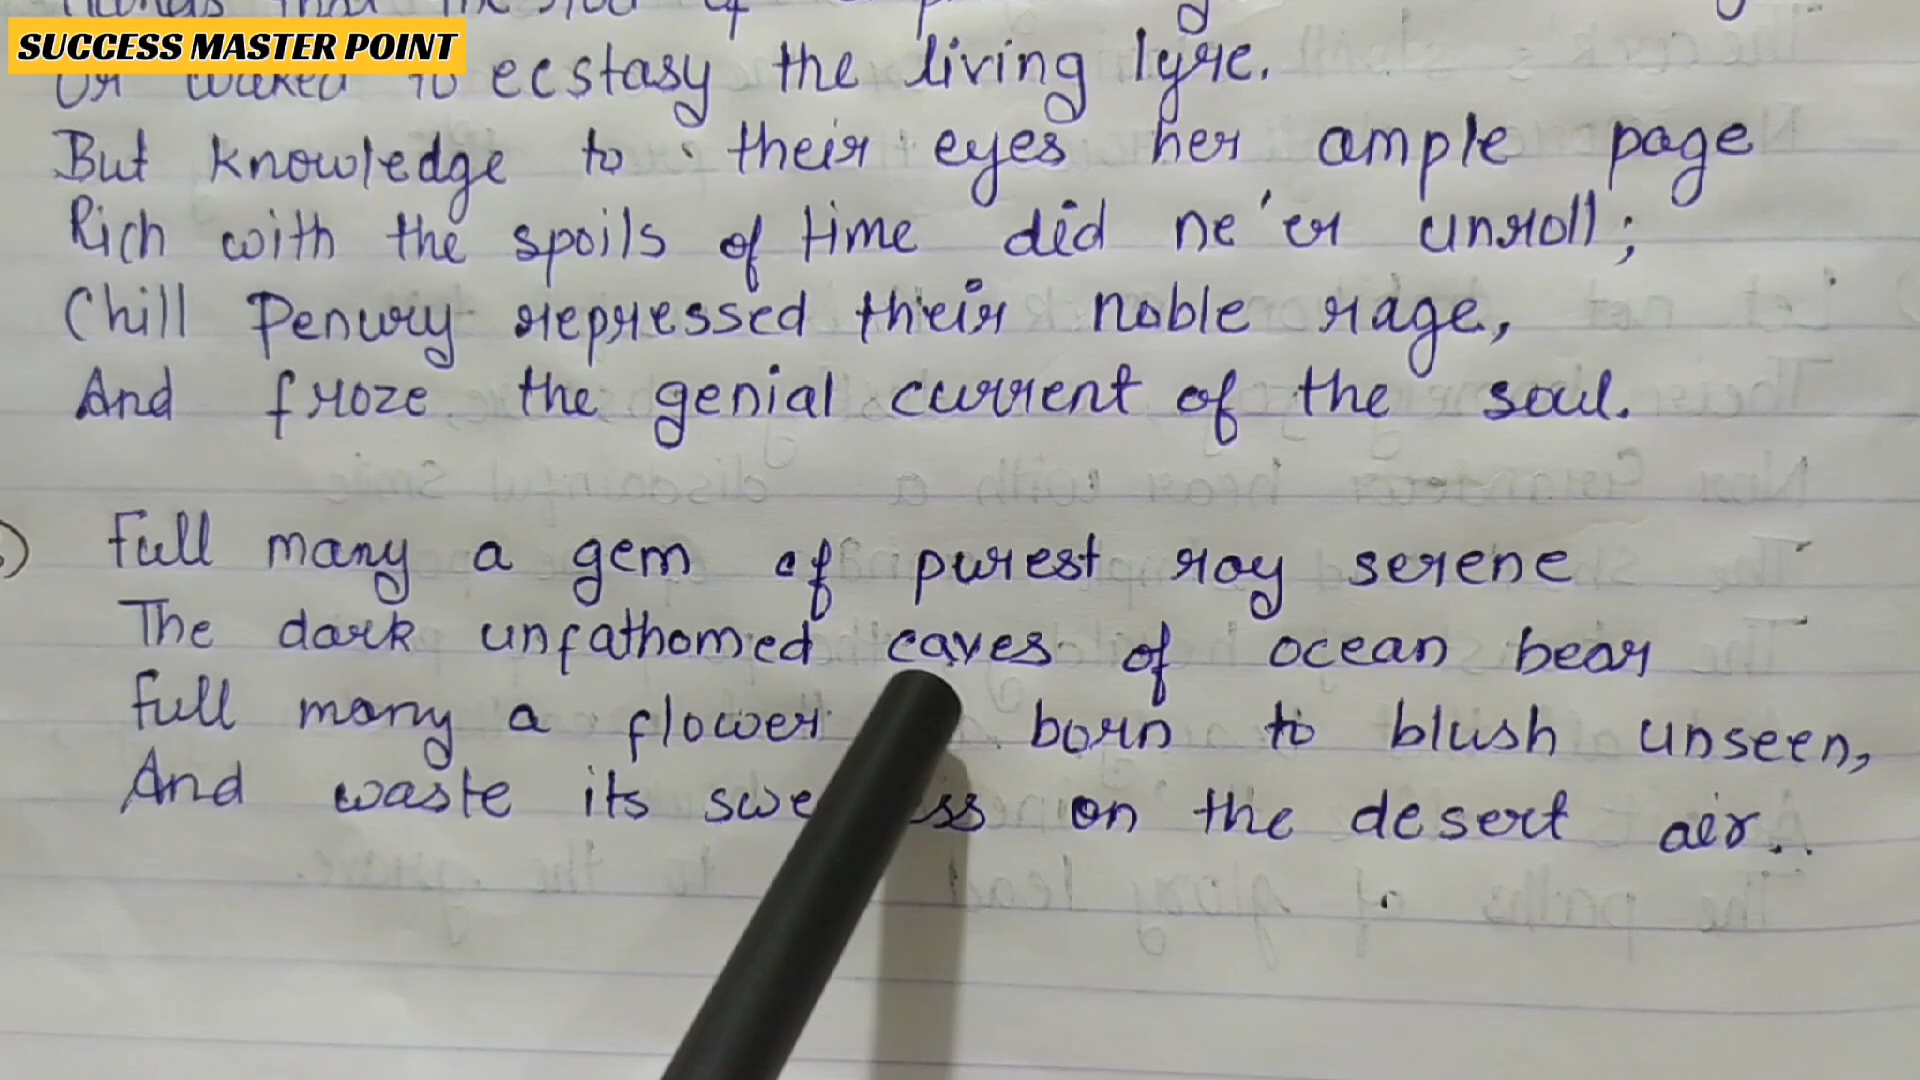 SUCCESS MASTER POINT
to ecstasy the living lyre.
But knowledge to their eyes her ample page
Rich with the spoils of time did ne'er unroll;
Chill Penury repressed their noble rage,
And froze the genial current of the soul.
Full many a gem of purest ray serene
The dark unfathomed caves of ocean bear
Full many a flower born to blush unseen,
And waste its on the desert air.